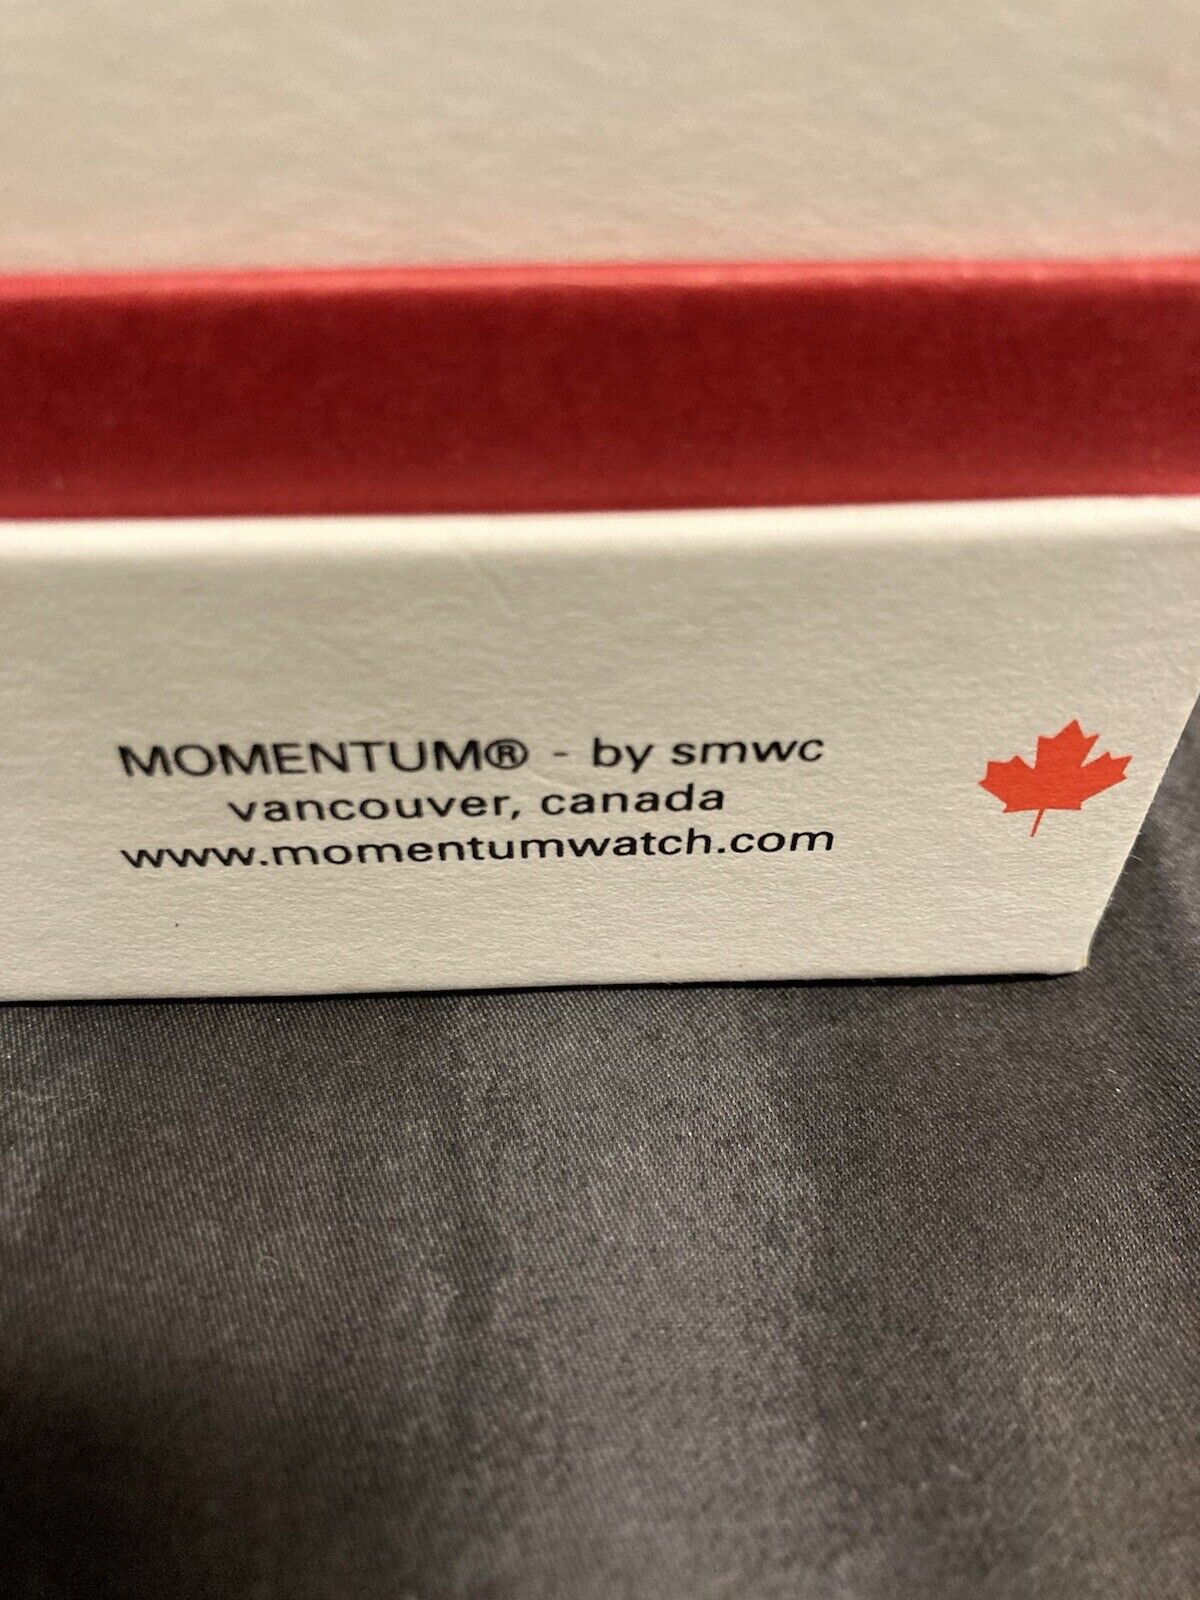 MOMENTUM® - by smwc
vancouver, canada
www.momentumwatch.com